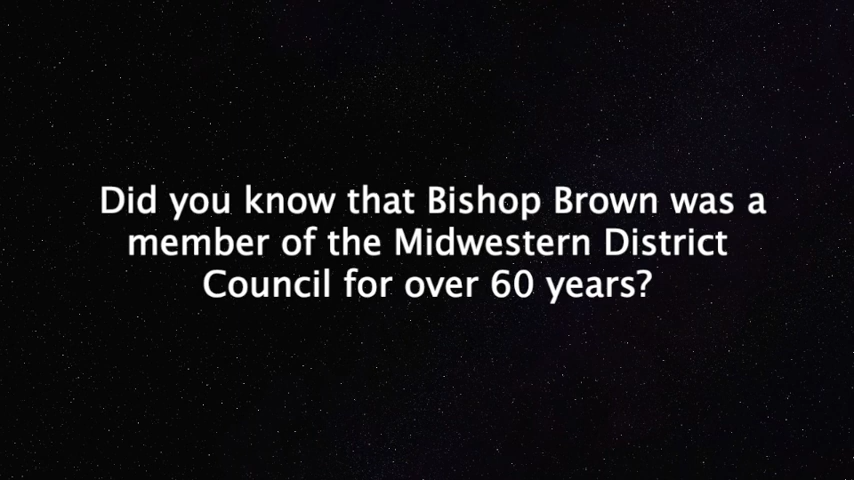 Did you know that Bishop Brown was a
member of the Midwestern District
Council for over 60 years?